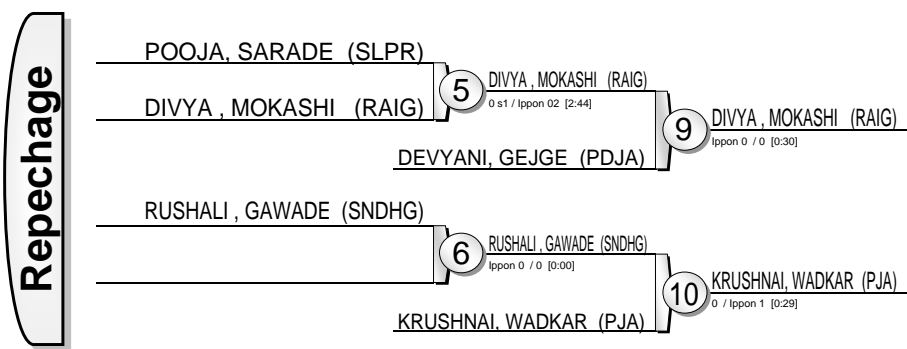 Repechage
POOJA, SARADE (SLPR)
DIVYA , MOKASHI (RAIG)
5
DIVYA , MOKASHI (RAIG)
0 s1 / Ippon 02 [2:44]
DEVYANI, GEJGE (PDJA)
9
DIVYA , MOKASHI (RAIG)
Ippon 0 / 0 [0:30]
RUSHALI , GAWADE (SNDHG)
6
RUSHALI , GAWADE (SNDHG)
Ippon 0 / 0 [0:00]
KRUSHNAI, WADKAR (PJA)
10
KRUSHNAI, WADKAR (PJA)
0 / Ippon 1 [0:29]